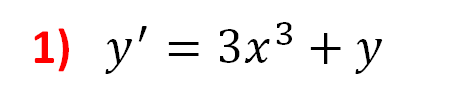 1) y' = 3x³ + y